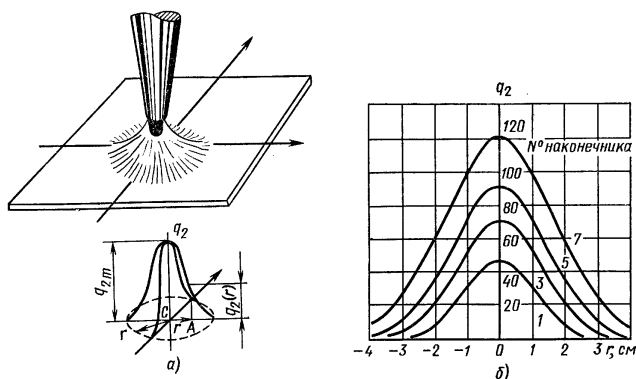 q₂
q₂m
q₂(r)
C
r
r
A
а)
q₂
120
№ наконечника
100
80
60
40
20
7
5
3
1
-4 -3 -2 -1 0 1 2 3 r, см
б)